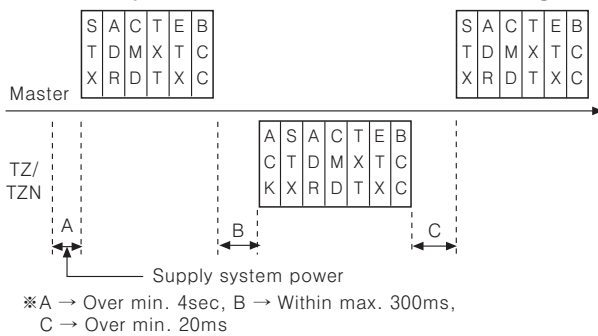 S A C T E B S A C T E B
T D M X T C T D M X T C
X R D T X C X R D T X C
Master
A S A C T E B
C T D M X T C
K X R D T X C
TZ/
TZN
A B C
Supply system power
※A → Over min. 4sec, B → Within max. 300ms,
C → Over min. 20ms